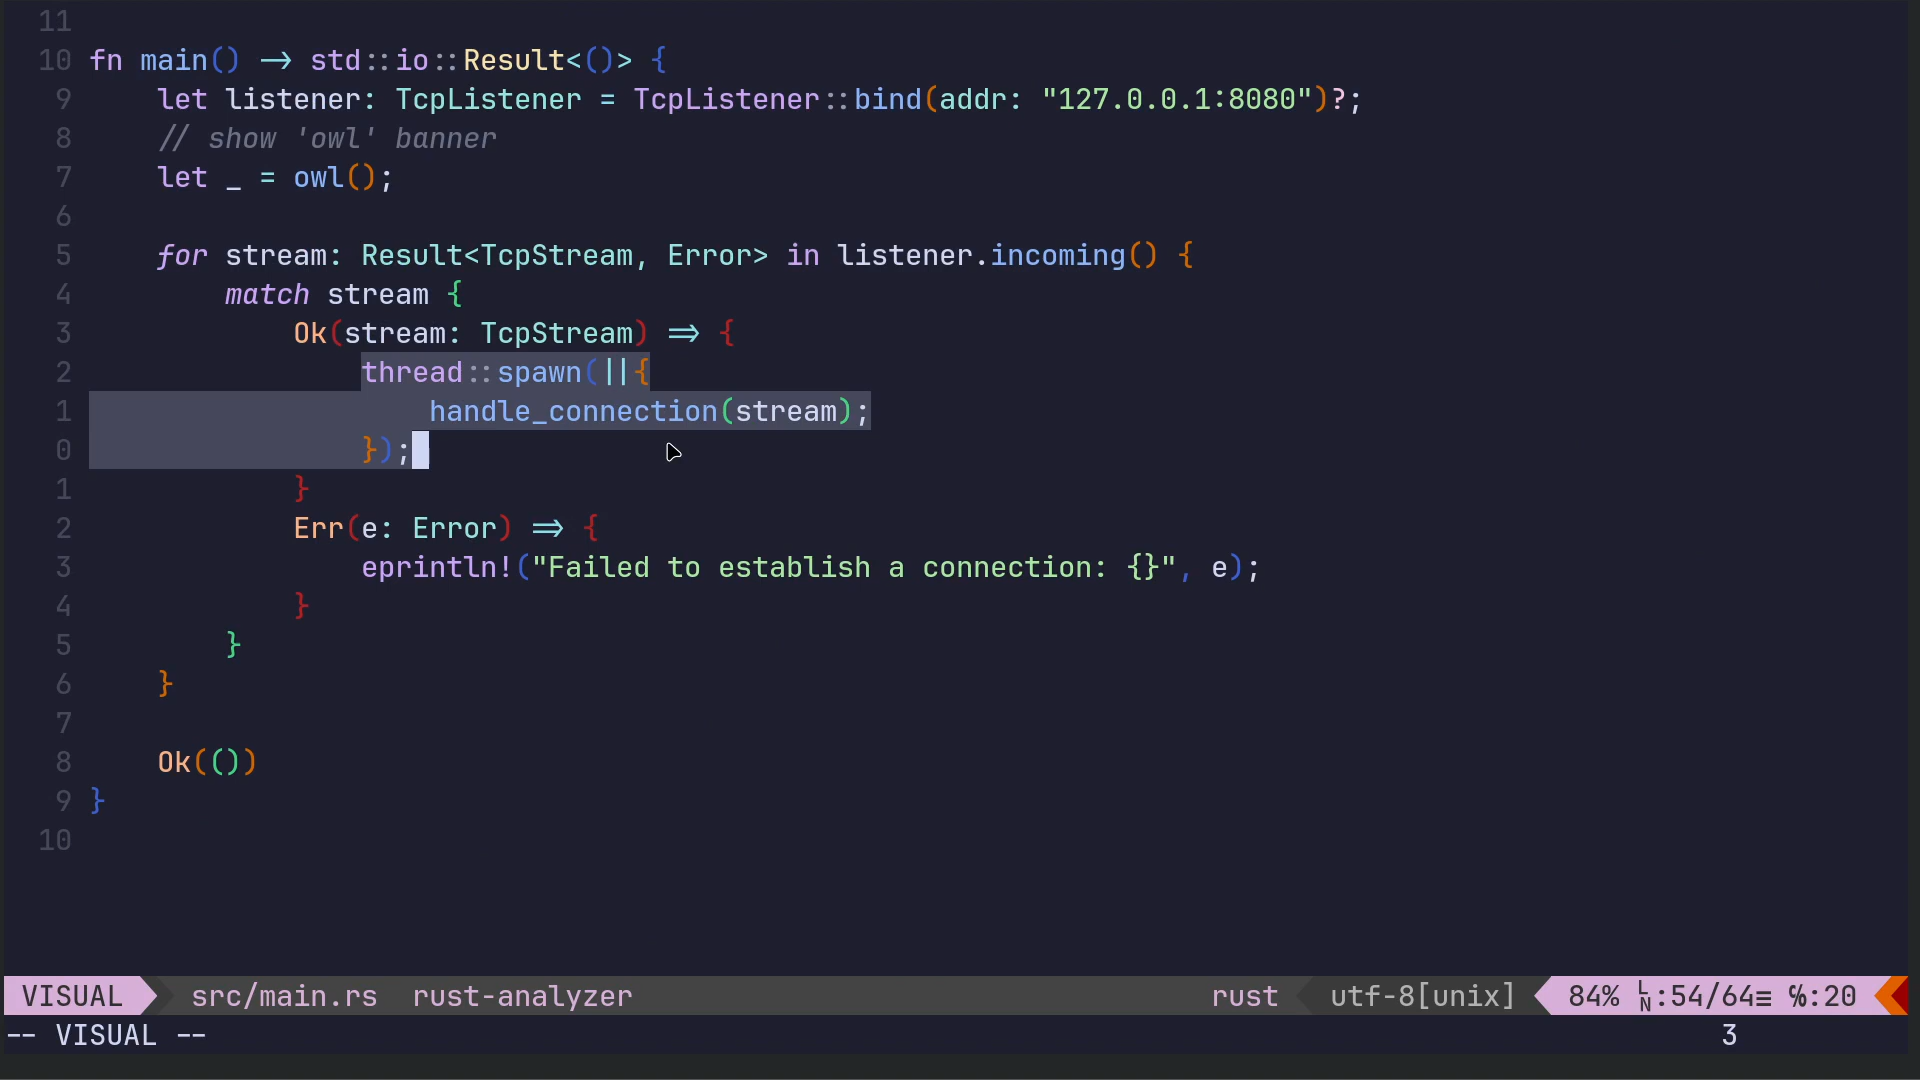 11
10 fn main() -> std::io::Result<()> {
9     let listener: TcpListener = TcpListener::bind(addr: "127.0.0.1:8080")?;
8     // show 'owl' banner
7     let _ = owl();
6
5     for stream: Result<TcpStream, Error> in listener.incoming() {
4         match stream {
3             Ok(stream: TcpStream) => {
2                 thread::spawn(||{
1                     handle_connection(stream);
0                 });
1             }
2             Err(e: Error) => {
3                 eprintln!("Failed to establish a connection: {}", e);
4             }
5         }
6     }
7
8     Ok(())
9 }
10
VISUAL src/main.rs rust-analyzer rust utf-8[unix] 84% LN:54/64≡ ℅:20
-- VISUAL -- 3